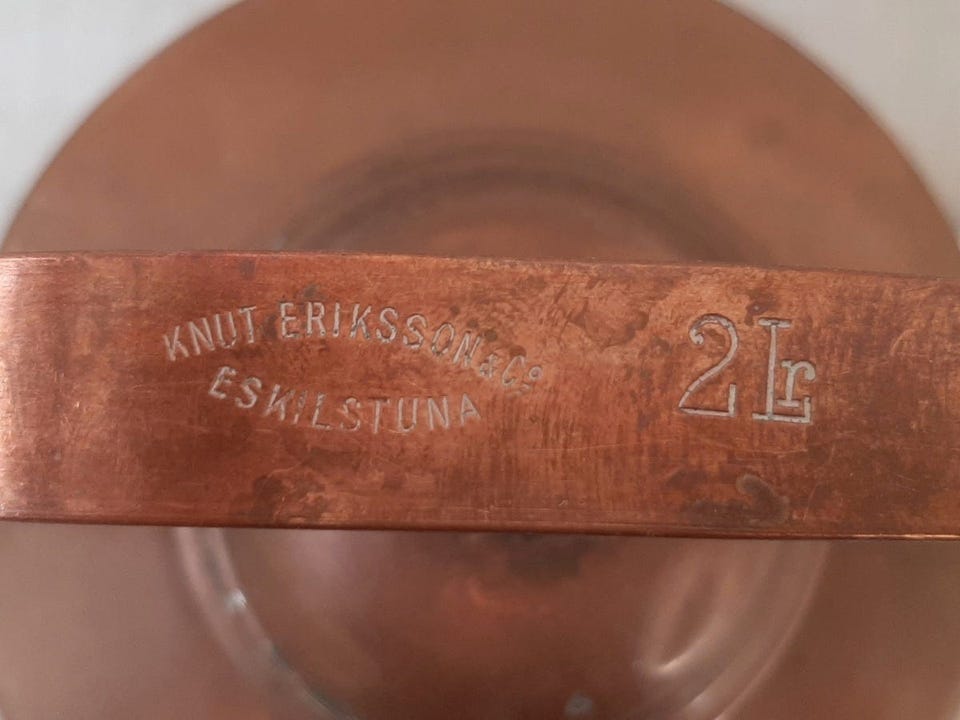 KNUT ERIKSSON & Cº
ESKILSTUNA
2 Lr